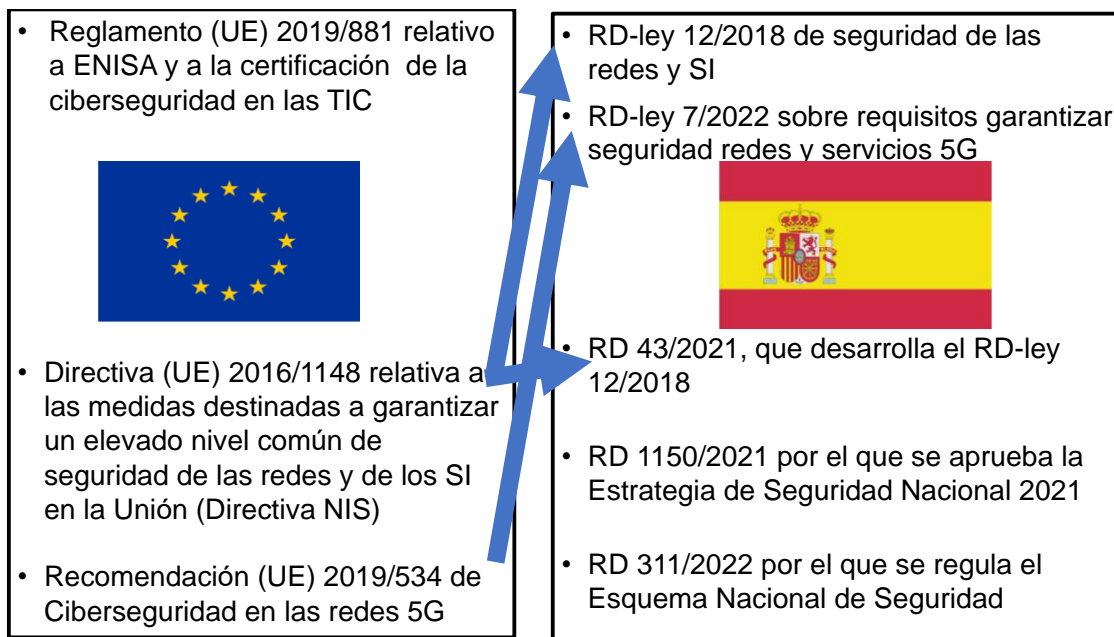 • Reglamento (UE) 2019/881 relativo
a ENISA y a la certificación de la
ciberseguridad en las TIC
• Directiva (UE) 2016/1148 relativa a
las medidas destinadas a garantizar
un elevado nivel común de
seguridad de las redes y de los SI
en la Unión (Directiva NIS)
• Recomendación (UE) 2019/534 de
Ciberseguridad en las redes 5G
• RD-ley 12/2018 de seguridad de las
redes y SI
• RD-ley 7/2022 sobre requisitos garantizar
seguridad redes y servicios 5G
• RD 43/2021, que desarrolla el RD-ley
12/2018
• RD 1150/2021 por el que se aprueba la
Estrategia de Seguridad Nacional 2021
• RD 311/2022 por el que se regula el
Esquema Nacional de Seguridad